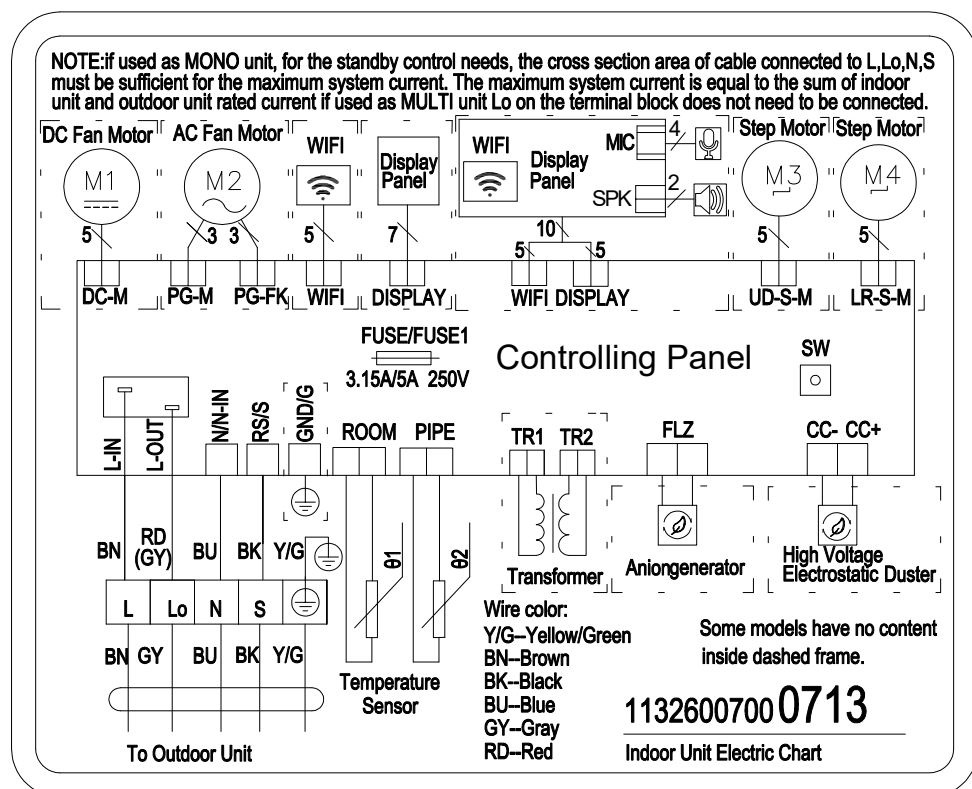 NOTE:if used as MONO unit, for the standby control needs, the cross section area of cable connected to L,Lo,N,S
must be sufficient for the maximum system current. The maximum system current is equal to the sum of indoor
unit and outdoor unit rated current if used as MULTI unit Lo on the terminal block does not need to be connected.
DC Fan Motor AC Fan Motor WIFI Display Panel WIFI Display Panel MIC 4 Step Motor Step Motor
M1 M2 SPK 2 M3 M4
5 3 3 5 7 10 5 5 5 5
DC-M PG-M PG-FK WIFI DISPLAY WIFI DISPLAY UD-S-M LR-S-M
FUSE/FUSE1
3.15A/5A 250V
Controlling Panel
SW
L-IN L-OUT N/N-IN RS/S GND/G ROOM PIPE TR1 TR2 FLZ CC- CC+
BN RD (GY) BU BK Y/G θ1 θ2
Transformer
Aniongenerator
High Voltage
Electrostatic Duster
L Lo N S
BN GY BU BK Y/G
Temperature
Sensor
To Outdoor Unit
Wire color:
Y/G--Yellow/Green
BN--Brown
BK--Black
BU--Blue
GY--Gray
RD--Red
Some models have no content
inside dashed frame.
1132600700 0713
Indoor Unit Electric Chart